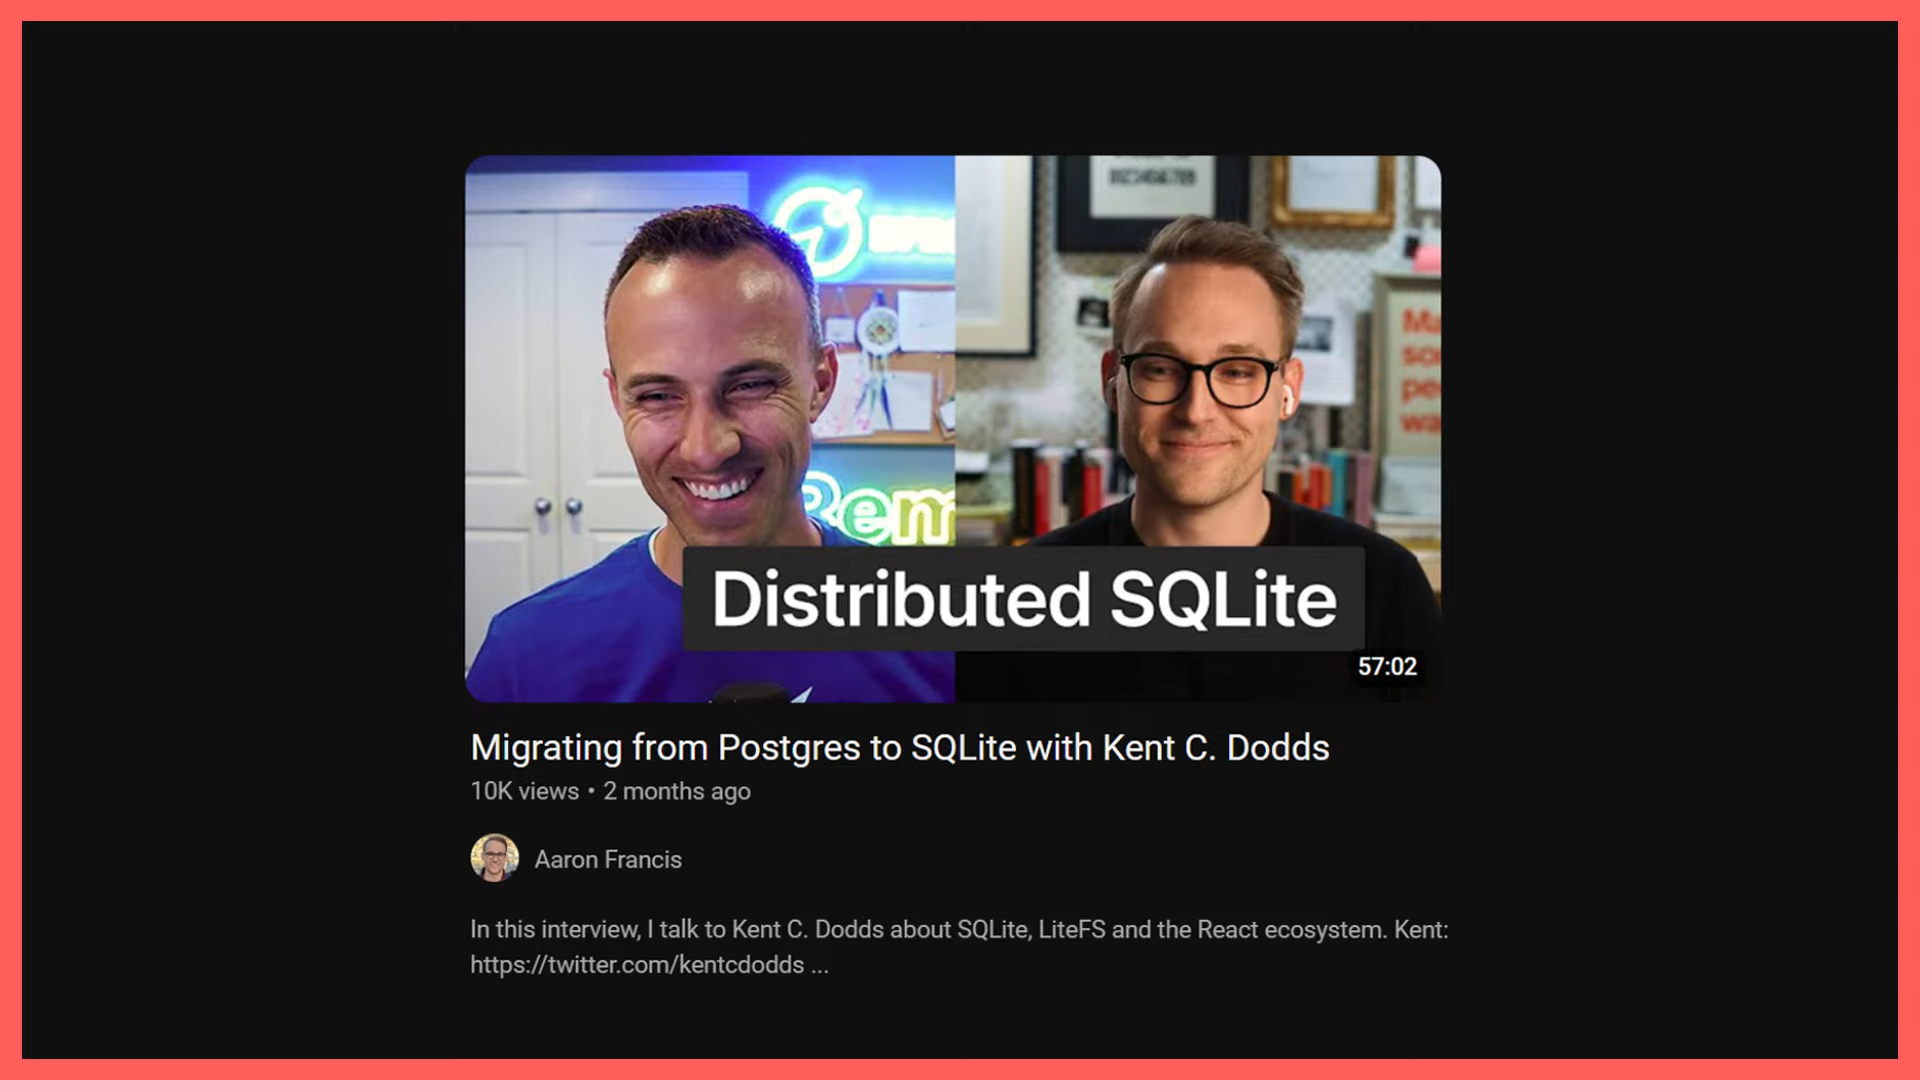 Distributed SQLite
57:02
Migrating from Postgres to SQLite with Kent C. Dodds
10K views • 2 months ago
Aaron Francis
In this interview, I talk to Kent C. Dodds about SQLite, LiteFS and the React ecosystem. Kent:
https://twitter.com/kentcdodds ...